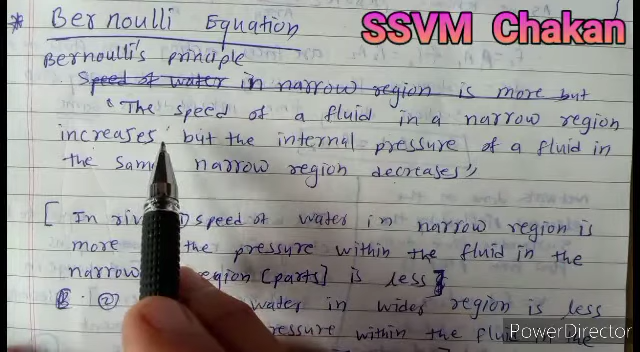 * Bernoulli Equation
SSVM Chakan
Bernoulli's principle
Speed of water in narrow region is more but
"The speed of a fluid in a narrow region
increases but the internal pressure of a fluid in
the same narrow region decreases"
[ In ① speed of water in narrow region is
more the pressure within the fluid in the
narrow region [parts] is less ]
② water in wider region is less
pressure within the fluid in the
PowerDirector